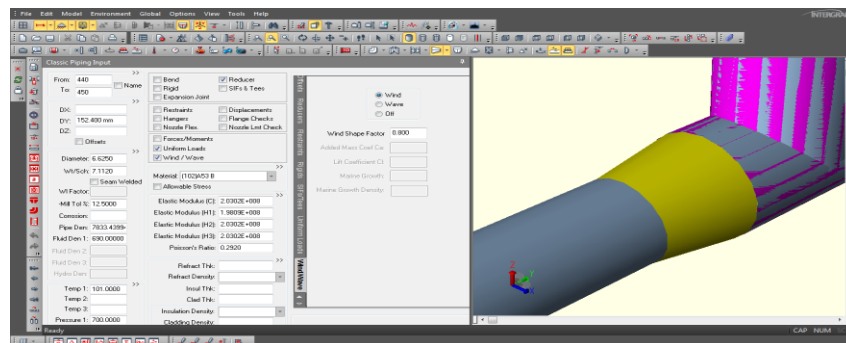 File Edit Model Environment Global Options View Tools Help
INTERGR
Classic Piping Input
From: 440
To: 450
Name
DX:
DY: 152.400 mm
DZ:
Offsets
Diameter: 6.6250
Wt/Sch: 7.1120
Seam Welded
Wl Factor:
-Mill Tol %: 12.5000
Corrosion:
Pipe Den: 7833.4399
Fluid Den 1: 690.00000
Fluid Den 2:
Fluid Den 3:
Hydro Den:
Temp 1: 101.0000
Temp 2:
Temp 3:
Pressure 1: 700.0000
Bend
Reducer
Rigid
SIFs & Tees
Expansion Joint
Restraints
Displacements
Hangers
Flange Checks
Nozzle Flex
Nozzle Lmt Check
Forces/Moments
Uniform Loads
Wind / Wave
Material: (102)A53 B
Allowable Stress
Elastic Modulus (C): 2.0302E+008
Elastic Modulus (H1): 1.9809E+008
Elastic Modulus (H2): 2.0302E+008
Elastic Modulus (H3): 2.0302E+008
Poisson's Ratio: 0.2920
Refract Thk:
Refract Density:
Insul Thk:
Clad Thk:
Insulation Density:
Cladding Density:
Reducers
Restraints
Rigids
SIFs/Tees
Uniform Loads
Wind/Wave
Wind
Wave
Off
Wind Shape Factor 0.800
Added Mass Coef Ca:
Lift Coefficient Cl:
Marine Growth:
Marine Growth Density:
Z
Y
X
Ready
CAP NUM